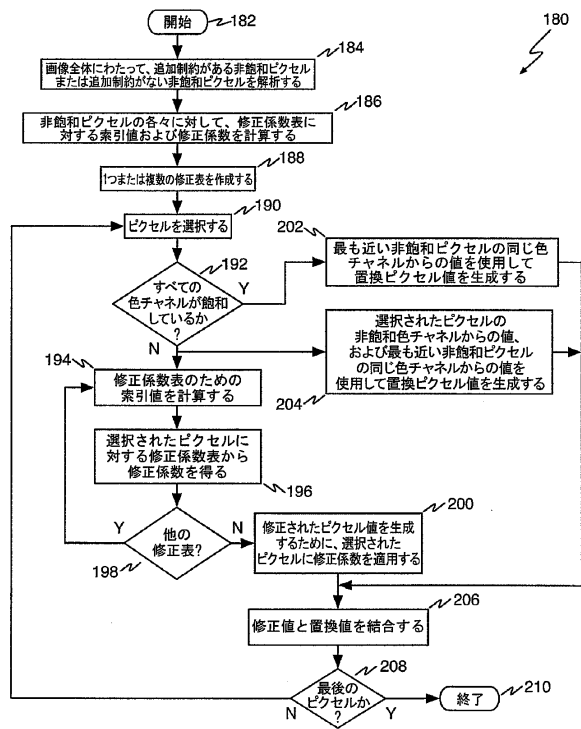 180
開始
182
184
画像全体にわたって、追加制約がある非飽和ピクセル
または追加制約がない非飽和ピクセルを解析する
186
非飽和ピクセルの各々に対して、修正係数表に
対する索引値および修正係数を計算する
188
1つまたは複数の修正表を作成する
190
ピクセルを選択する
192
すべての
色チャネルが飽和
しているか
?
Y
N
202
最も近い非飽和ピクセルの同じ色
チャネルからの値を使用して
置換ピクセル値を生成する
選択されたピクセルの
非飽和色チャネルからの値、
および最も近い非飽和ピクセル
の同じ色チャネルからの値を
使用して置換ピクセル値を生成する
204
194
修正係数表のための
索引値を計算する
選択されたピクセルに
対する修正係数表から
修正係数を得る
196
他の
修正表?
Y
N
198
200
修正されたピクセル値を生成
するために、選択された
ピクセルに修正係数を適用する
206
修正値と置換値を結合する
208
最後の
ピクセルか
?
N
Y
終了
210